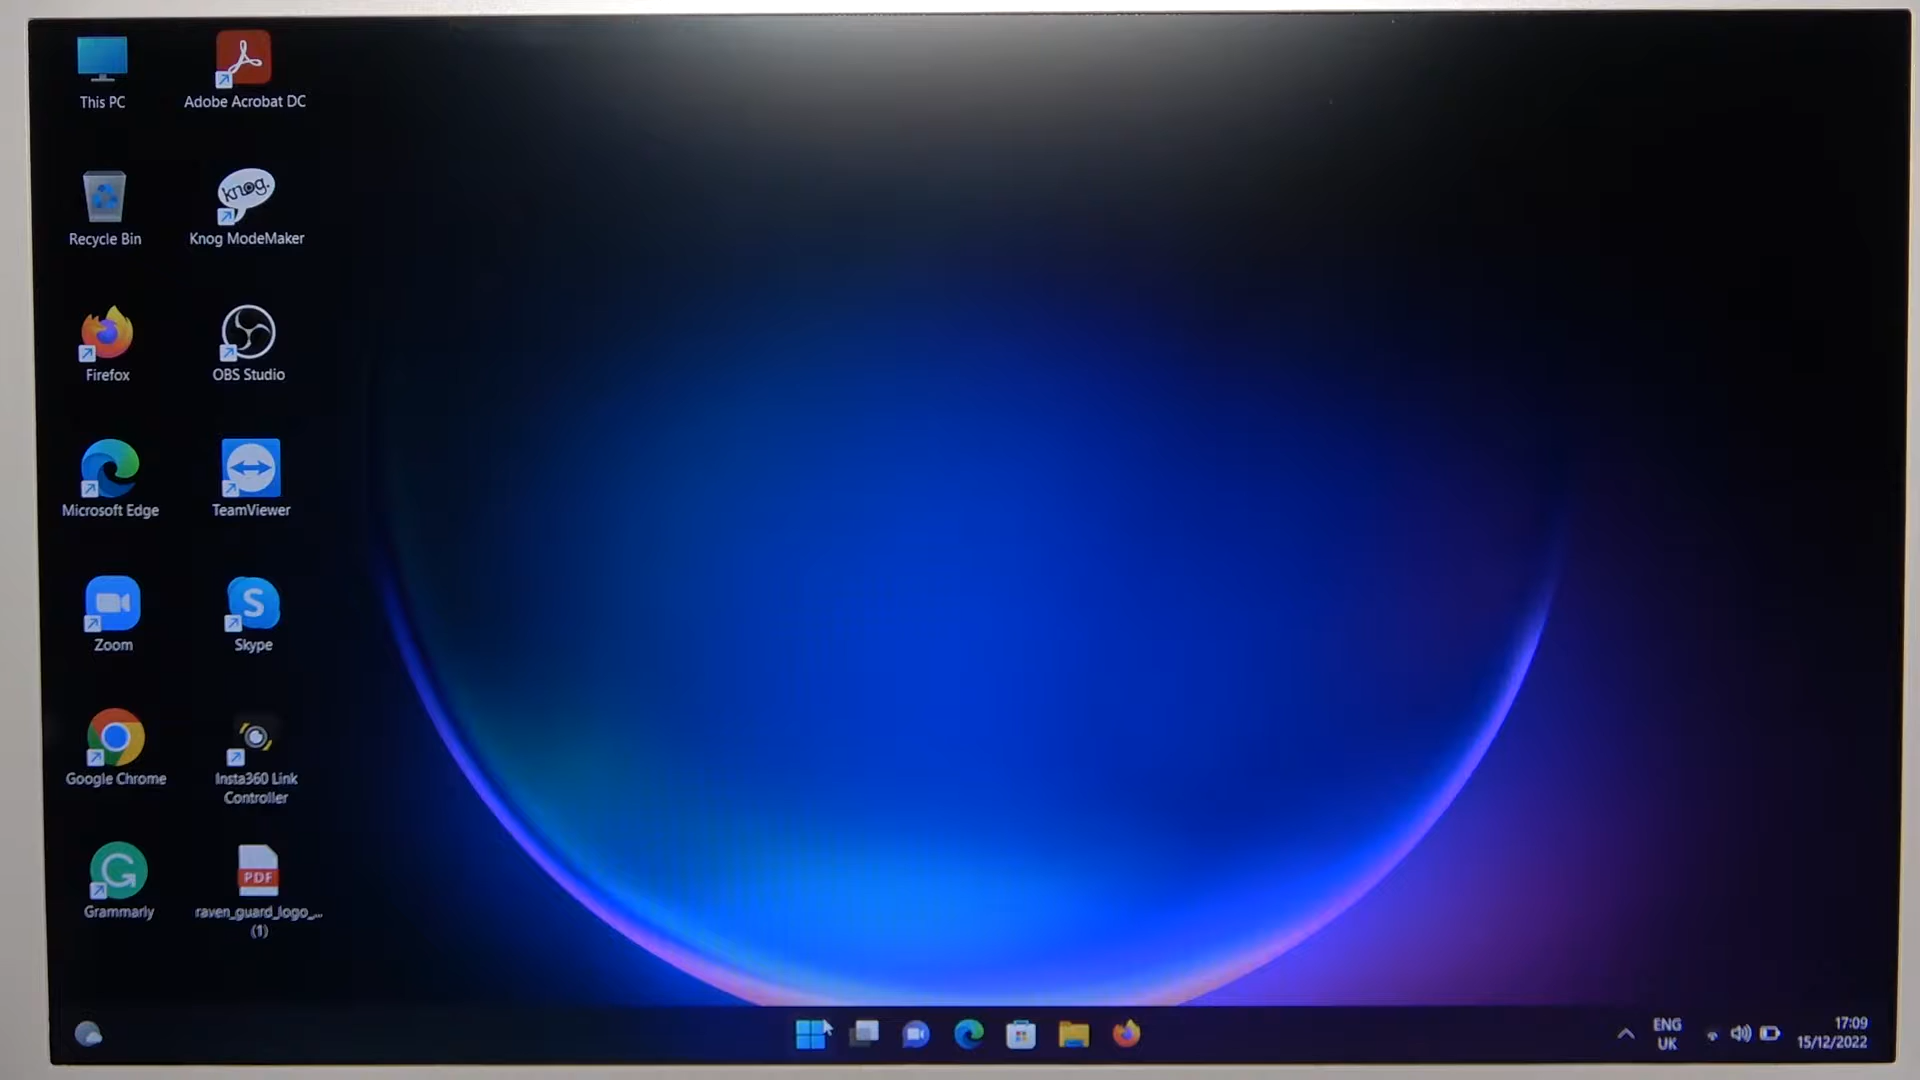 This PC
Adobe Acrobat DC
knog.
Recycle Bin
Knog ModeMaker
Firefox
OBS Studio
Microsoft Edge
TeamViewer
S
Zoom
Skype
Google Chrome
Insta360 Link
Controller
G
PDF
Grammarly
raven_guard_logo_...
(1)
ENG
UK
17:09
15/12/2022